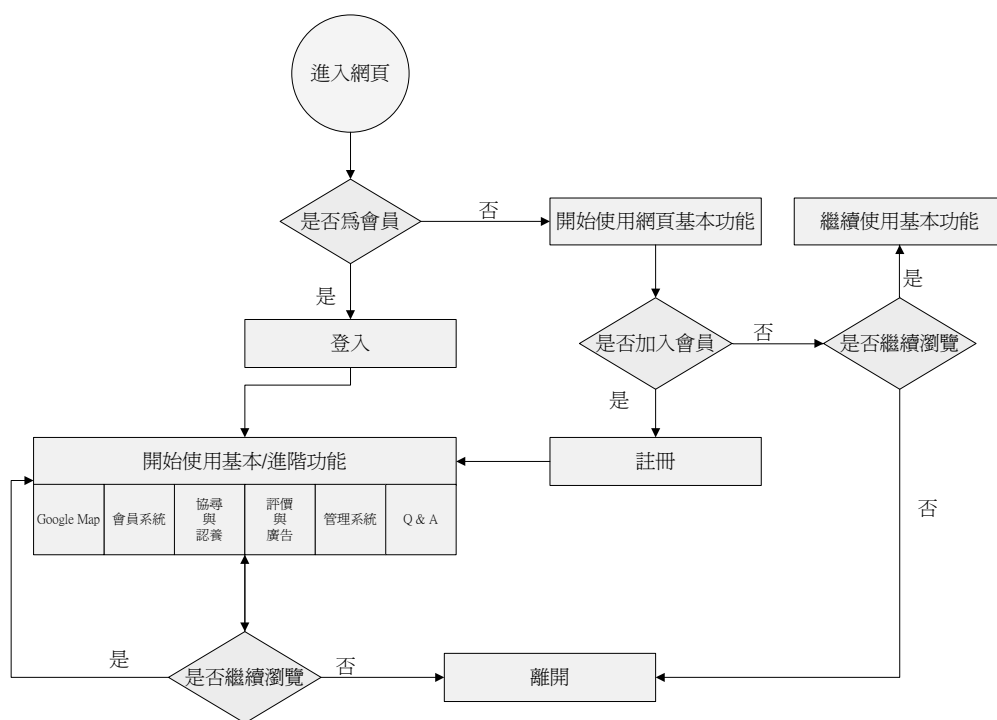 進入網頁
是否為會員
否
開始使用網頁基本功能
繼續使用基本功能
是
是
登入
是否加入會員
否
是否繼續瀏覽
是
開始使用基本/進階功能
註冊
Google Map
會員系統
協尋
與
認養
評價
與
廣告
管理系統
Q & A
否
是
是否繼續瀏覽
否
離開